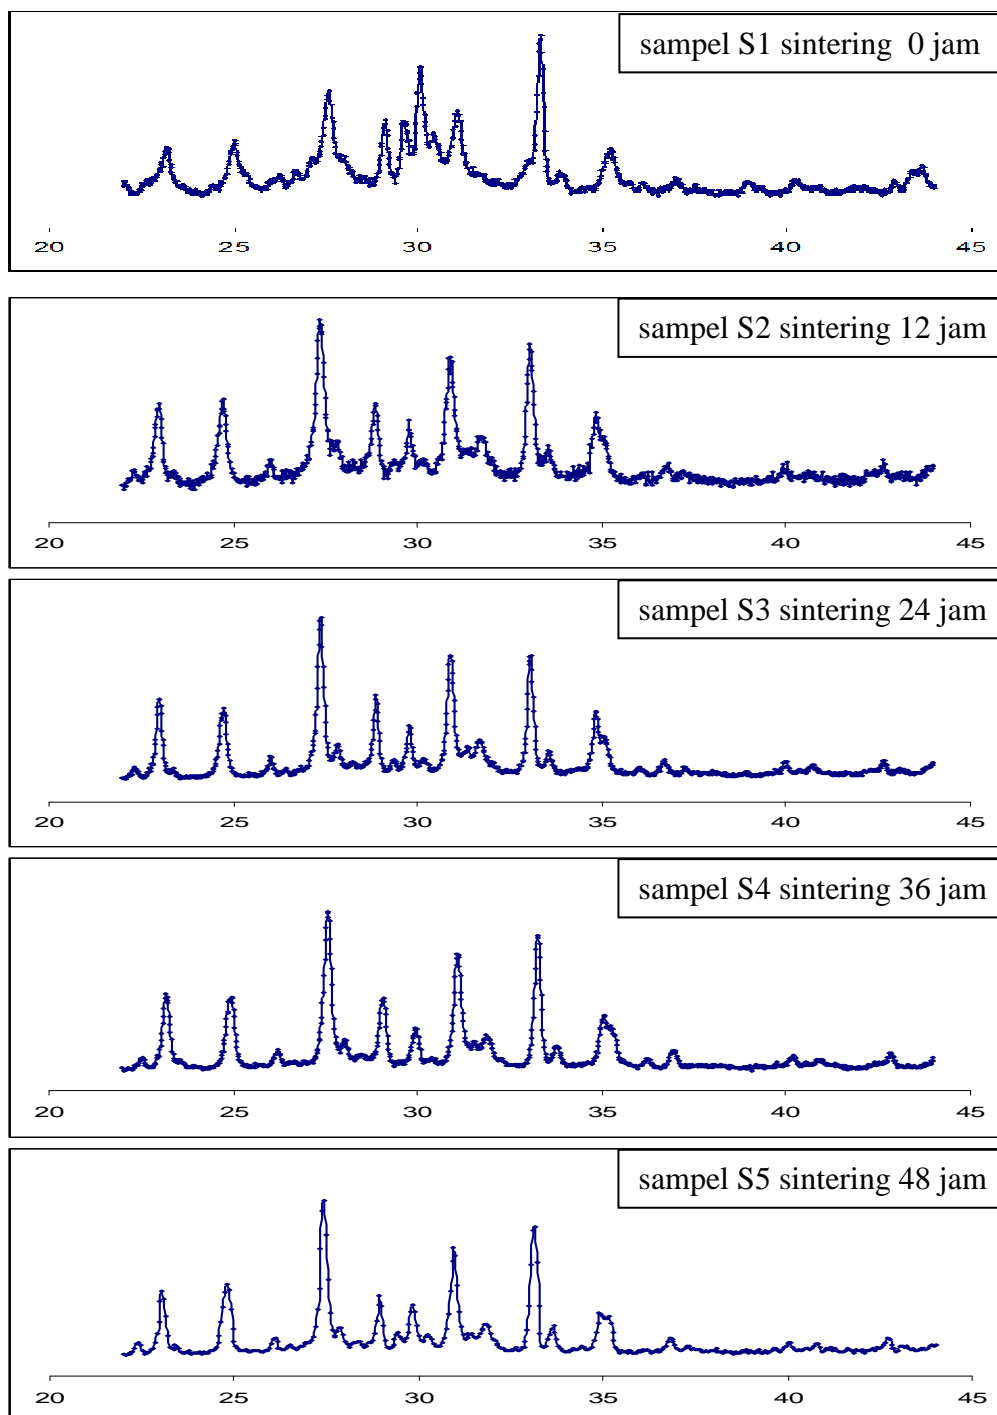 sampel S1 sintering  0 jam
20 25 30 35 40 45
sampel S2 sintering 12 jam
20 25 30 35 40 45
sampel S3 sintering 24 jam
20 25 30 35 40 45
sampel S4 sintering 36 jam
20 25 30 35 40 45
sampel S5 sintering 48 jam
20 25 30 35 40 45